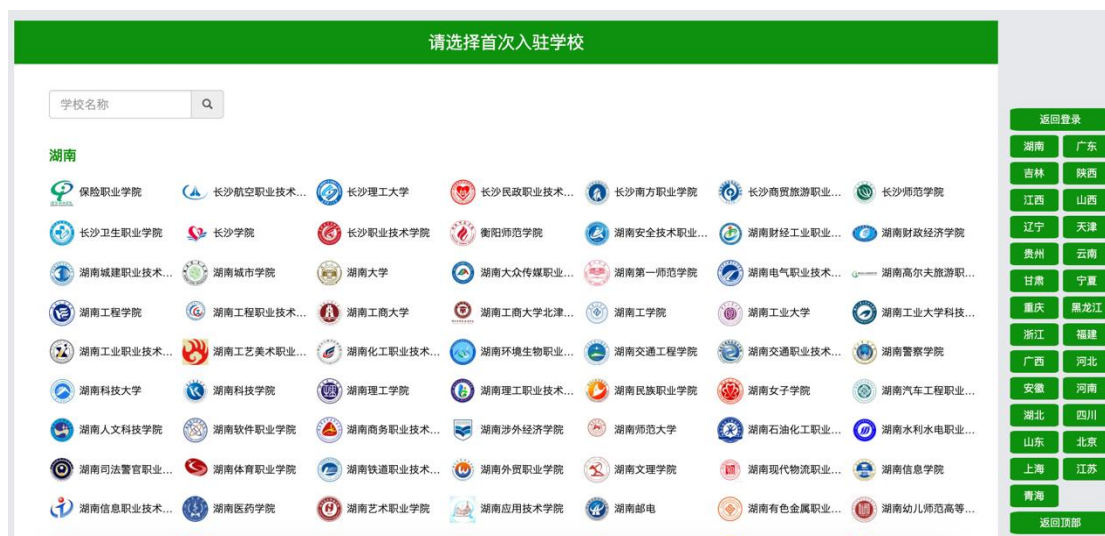 请选择首次入驻学校
学校名称
返回登录
湖南
湖南 广东
保险职业学院 长沙航空职业技术... 长沙理工大学 长沙民政职业技术... 长沙南方职业学院 长沙商贸旅游职业... 长沙师范学院
吉林 陕西
江西 山西
长沙卫生职业学院 长沙学院 长沙职业技术学院 衡阳师范学院 湖南安全技术职业... 湖南财经工业职业... 湖南财政经济学院
辽宁 天津
贵州 云南
湖南城建职业技术... 湖南城市学院 湖南大学 湖南大众传媒职业... 湖南第一师范学院 湖南电气职业技术... 湖南高尔夫旅游职...
甘肃 宁夏
湖南工程学院 湖南工程职业技术... 湖南工商大学 湖南工商大学北津... 湖南工学院 湖南工业大学 湖南工业大学科技...
重庆 黑龙江
浙江 福建
湖南工业职业技术... 湖南工艺美术职业... 湖南化工职业技术... 湖南环境生物职业... 湖南交通工程学院 湖南交通职业技术... 湖南警察学院
广西 河北
湖南科技大学 湖南科技学院 湖南理工学院 湖南理工职业技术... 湖南民族职业学院 湖南女子学院 湖南汽车工程职业...
安徽 河南
湖北 四川
湖南人文科技学院 湖南软件职业学院 湖南商务职业技术... 湖南涉外经济学院 湖南师范大学 湖南石油化工职业... 湖南水利水电职业...
山东 北京
湖南司法警官职业... 湖南体育职业学院 湖南铁道职业技术... 湖南外贸职业学院 湖南文理学院 湖南现代物流职业... 湖南信息学院
上海 江苏
青海
湖南信息职业技术... 湖南医药学院 湖南艺术职业学院 湖南应用技术学院 湖南邮电 湖南有色金属职业... 湖南幼儿师范高等...
返回顶部